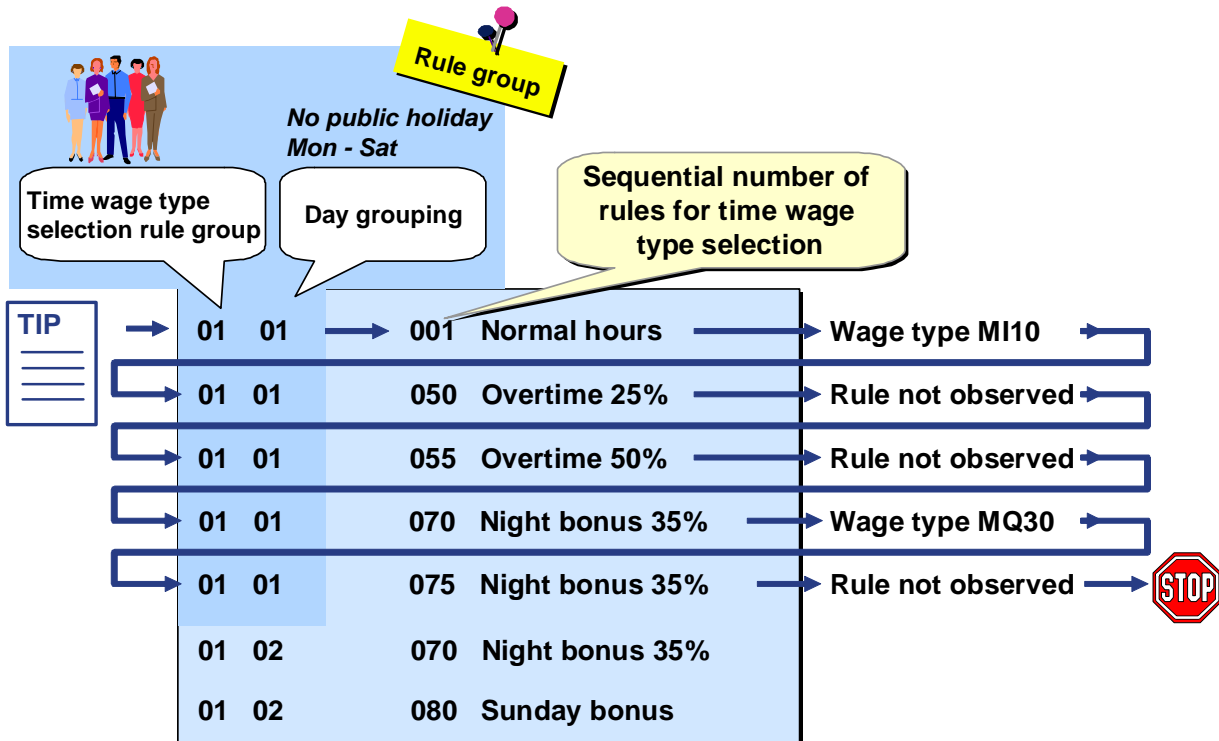 Rule group
No public holiday
Mon - Sat
Time wage type
selection rule group
Day grouping
Sequential number of
rules for time wage
type selection
TIP
01 01 001 Normal hours Wage type MI10
01 01 050 Overtime 25% Rule not observed
01 01 055 Overtime 50% Rule not observed
01 01 070 Night bonus 35% Wage type MQ30
01 01 075 Night bonus 35% Rule not observed STOP
01 02 070 Night bonus 35%
01 02 080 Sunday bonus